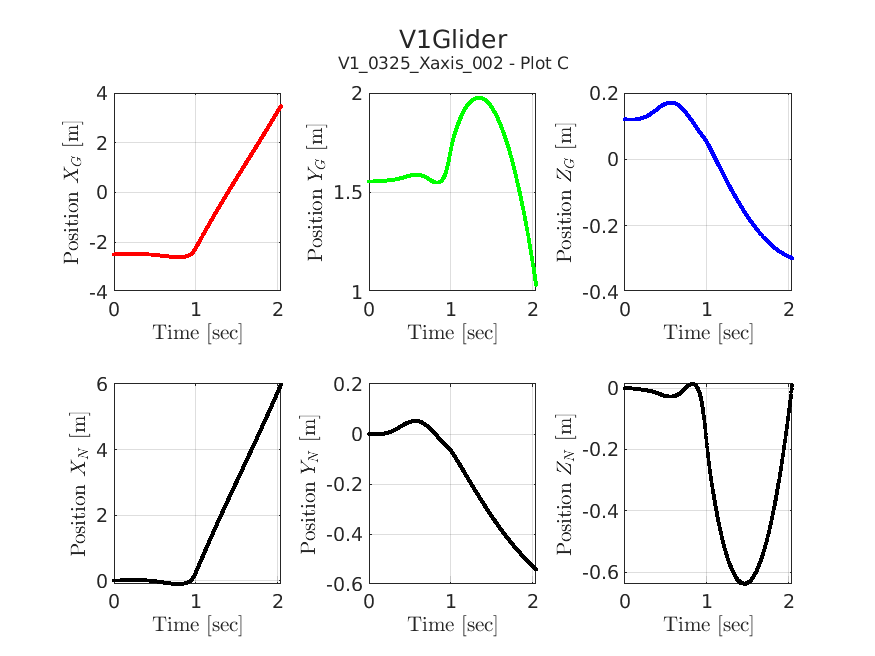 V1Glider
V1_0325_Xaxis_002 - Plot C
Position X_G [m]
4
2
0
-2
-4
0 1 2
Time [sec]
Position Y_G [m]
2
1.5
1
0 1 2
Time [sec]
Position Z_G [m]
0.2
0
-0.2
-0.4
0 1 2
Time [sec]
Position X_N [m]
6
4
2
0
0 1 2
Time [sec]
Position Y_N [m]
0.2
0
-0.2
-0.4
-0.6
0 1 2
Time [sec]
Position Z_N [m]
0
-0.2
-0.4
-0.6
0 1 2
Time [sec]